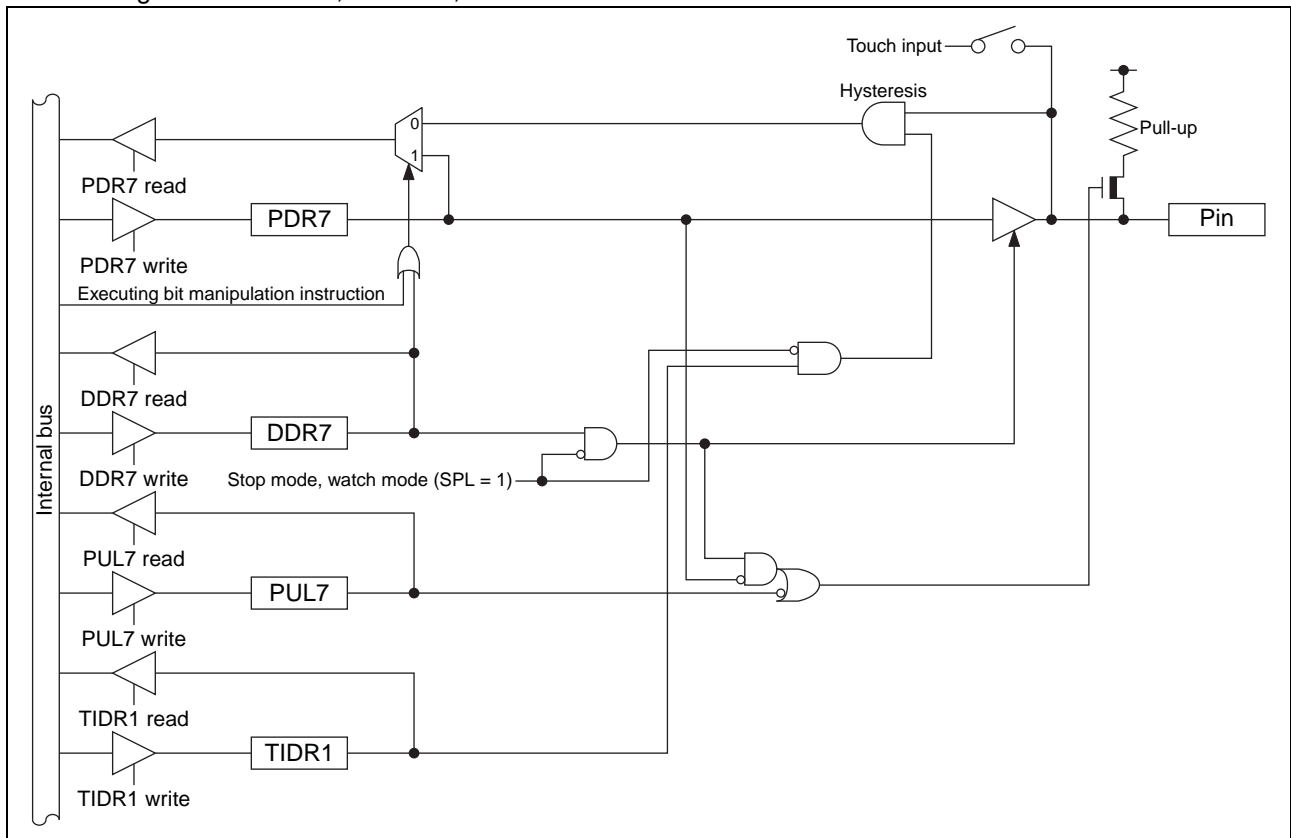 Touch input
Hysteresis
0
Pull-up
1
PDR7 read
PDR7
Pin
PDR7 write
Executing bit manipulation instruction
DDR7 read
DDR7
Internal bus
DDR7 write
Stop mode, watch mode (SPL = 1)
PUL7 read
PUL7
PUL7 write
TIDR1 read
TIDR1
TIDR1 write